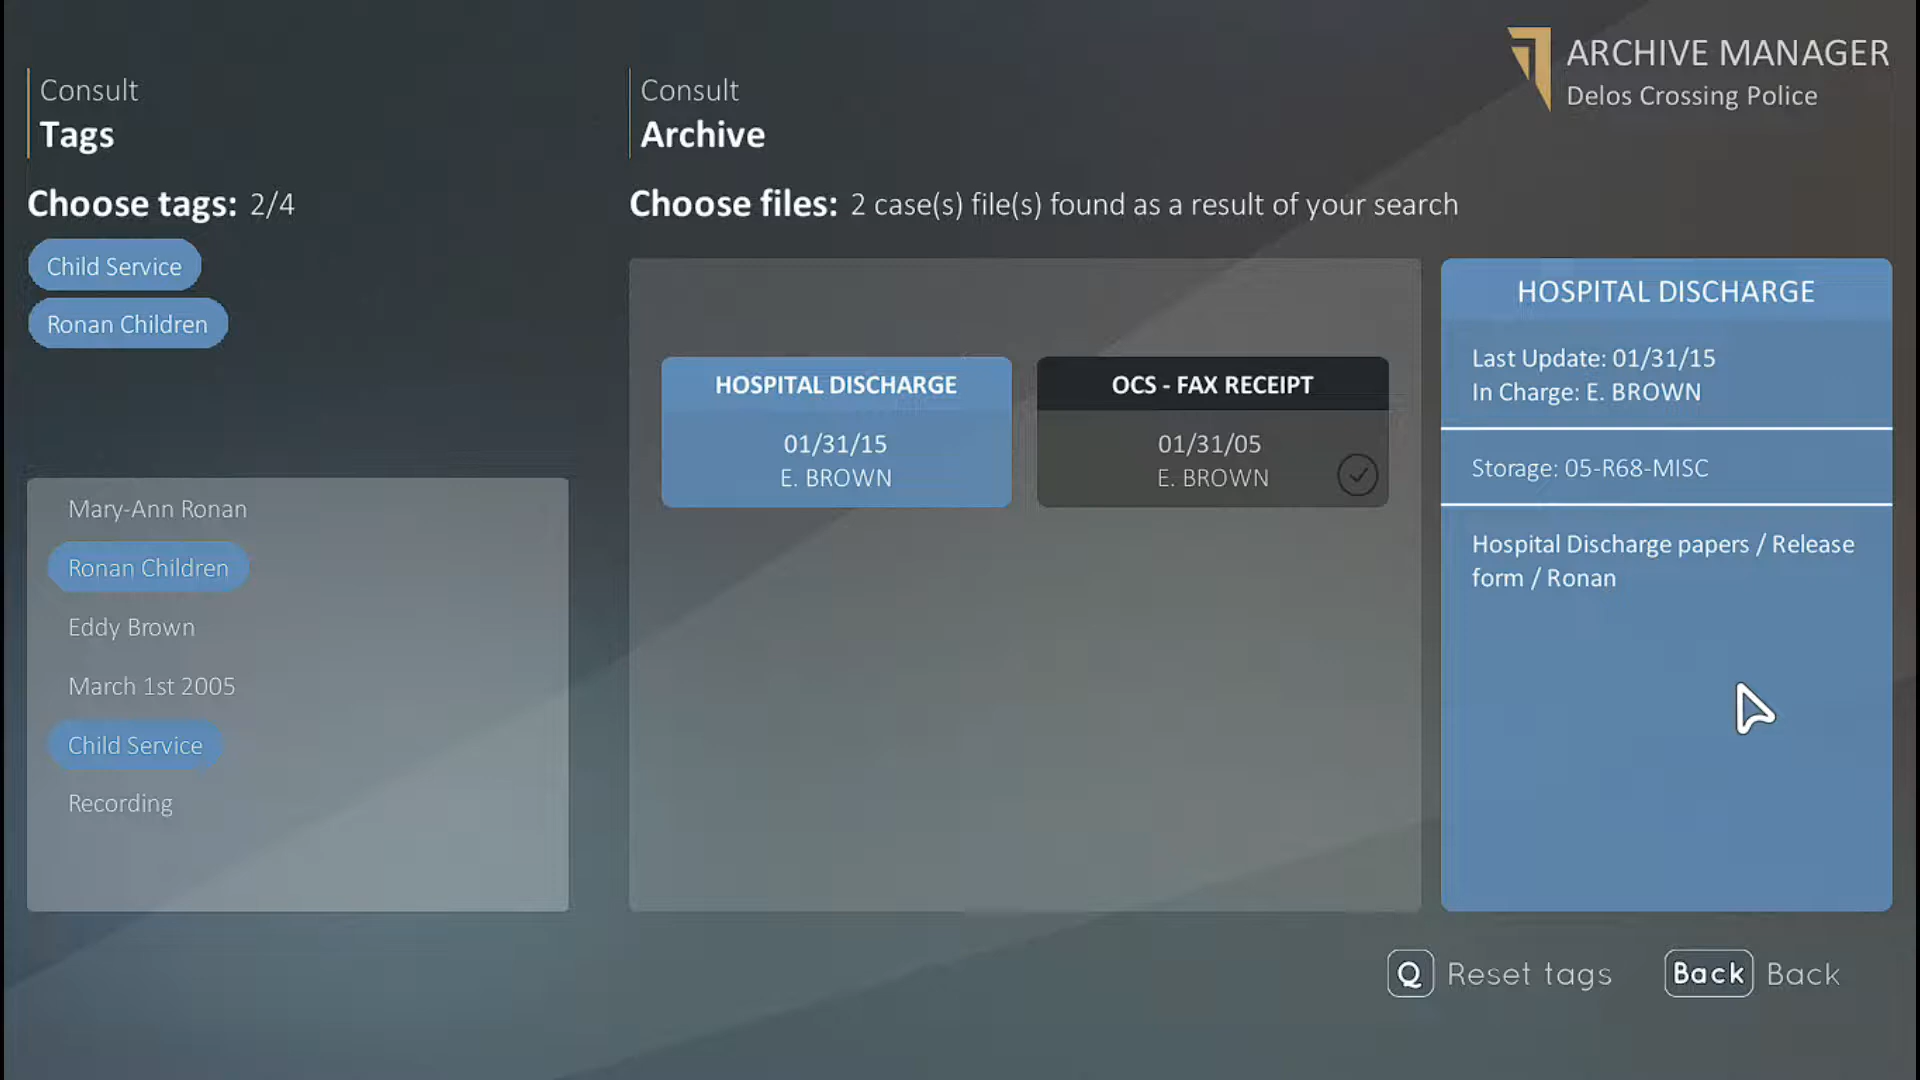 ARCHIVE MANAGER
Delos Crossing Police
Consult
Tags
Choose tags: 2/4
Child Service
Ronan Children
Mary-Ann Ronan
Ronan Children
Eddy Brown
March 1st 2005
Child Service
Recording
Consult
Archive
Choose files: 2 case(s) file(s) found as a result of your search
HOSPITAL DISCHARGE
01/31/15
E. BROWN
OCS - FAX RECEIPT
01/31/05
E. BROWN
HOSPITAL DISCHARGE
Last Update: 01/31/15
In Charge: E. BROWN
Storage: 05-R68-MISC
Hospital Discharge papers / Release
form / Ronan
Q Reset tags
Back Back